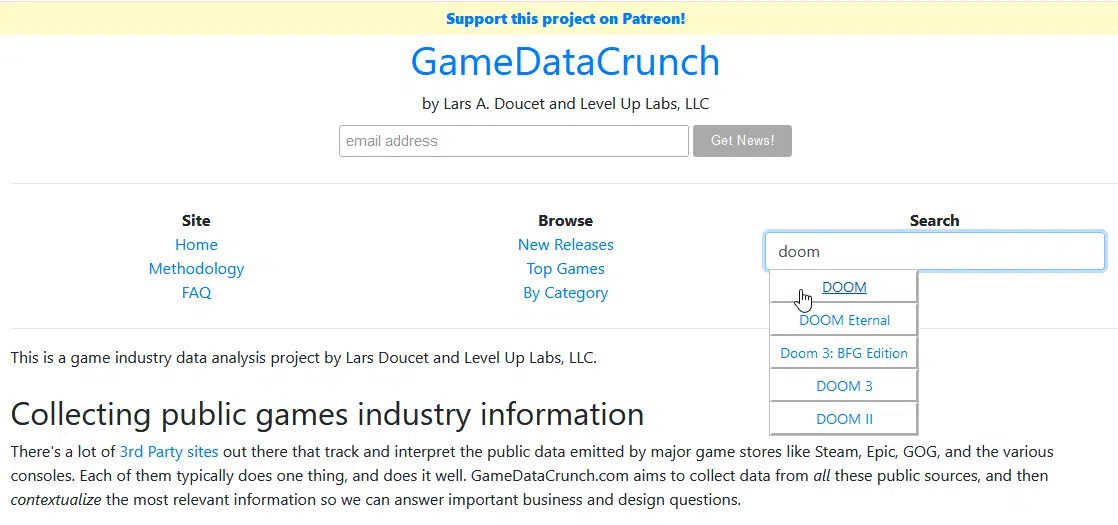 Support this project on Patreon!
GameDataCrunch
by Lars A. Doucet and Level Up Labs, LLC
email address
Get News!
Site
Home
Methodology
FAQ
Browse
New Releases
Top Games
By Category
Search
doom
DOOM
DOOM Eternal
Doom 3: BFG Edition
DOOM 3
DOOM II
This is a game industry data analysis project by Lars Doucet and Level Up Labs, LLC.
Collecting public games industry information
There's a lot of 3rd Party sites out there that track and interpret the public data emitted by major game stores like Steam, Epic, GOG, and the various
consoles. Each of them typically does one thing, and does it well. GameDataCrunch.com aims to collect data from all these public sources, and then
contextualize the most relevant information so we can answer important business and design questions.